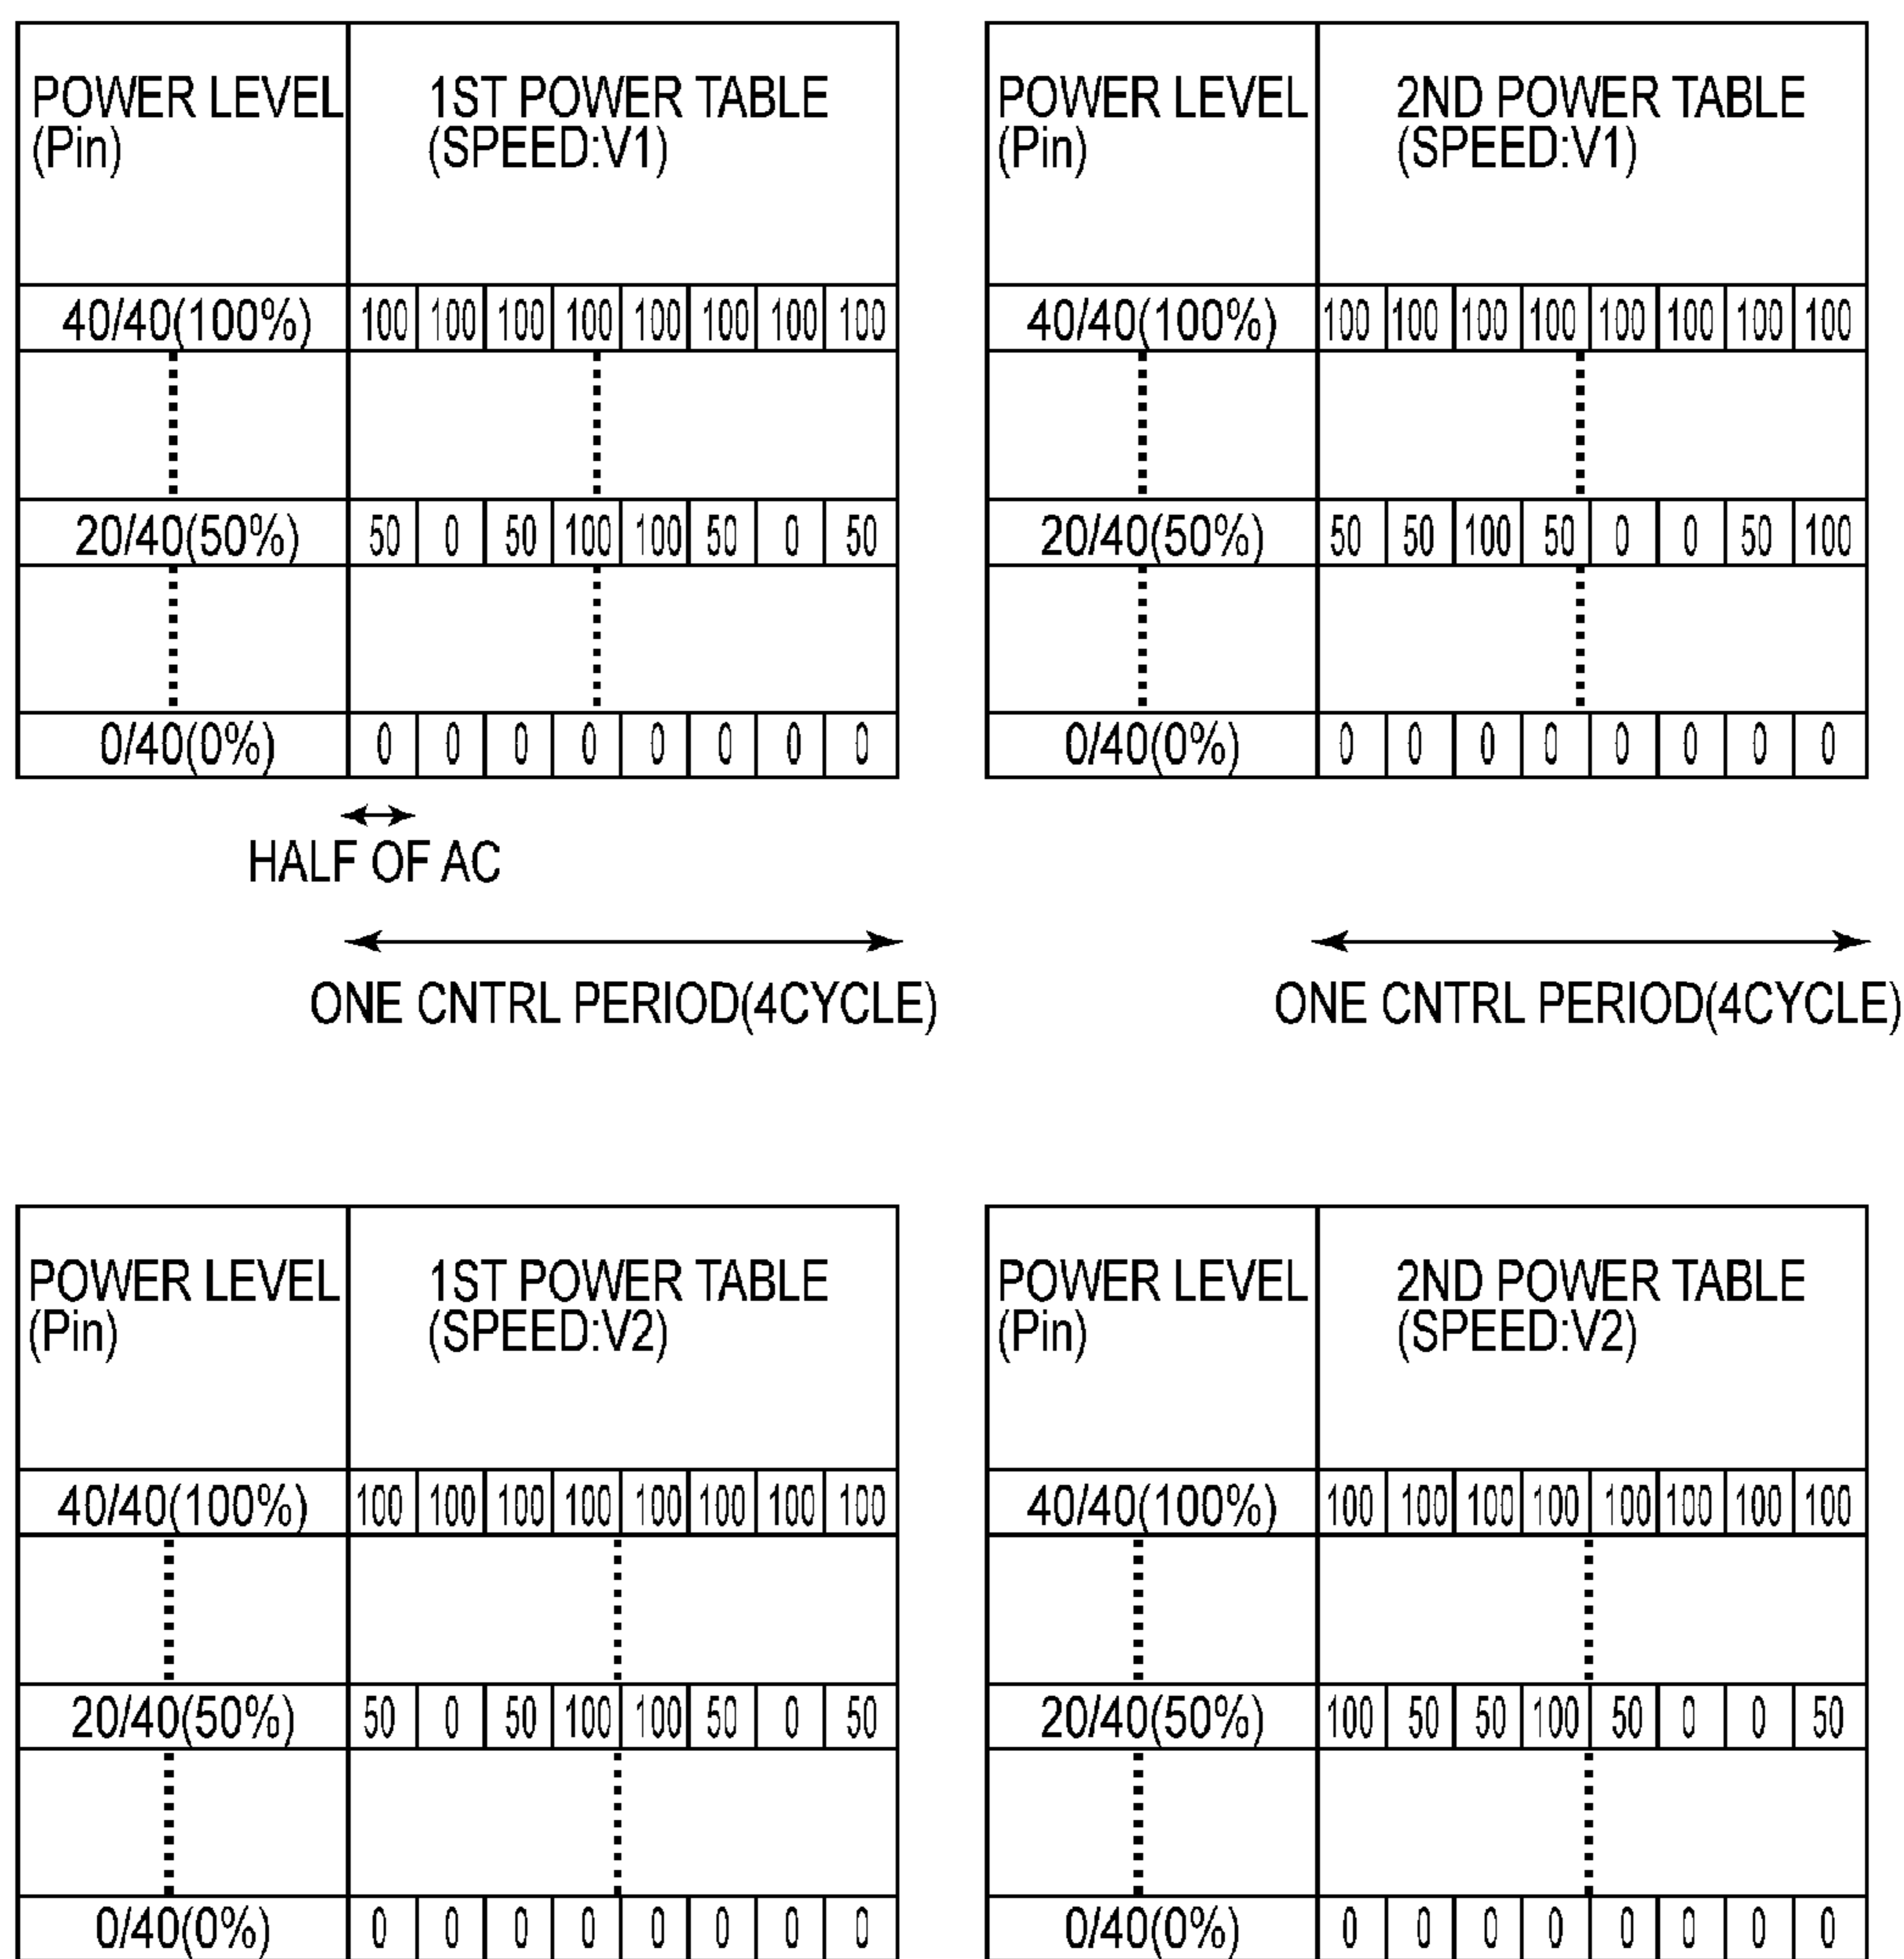 POWER LEVEL
(Pin)
1ST POWER TABLE
(SPEED:V1)
40/40(100%) 100 100 100 100 100 100 100 100
20/40(50%) 50 0 50 100 100 50 0 50
0/40(0%) 0 0 0 0 0 0 0 0
HALF OF AC
ONE CNTRL PERIOD(4CYCLE)
POWER LEVEL
(Pin)
2ND POWER TABLE
(SPEED:V1)
40/40(100%) 100 100 100 100 100 100 100 100
20/40(50%) 50 50 100 50 0 0 50 100
0/40(0%) 0 0 0 0 0 0 0 0
ONE CNTRL PERIOD(4CYCLE)
POWER LEVEL
(Pin)
1ST POWER TABLE
(SPEED:V2)
40/40(100%) 100 100 100 100 100 100 100 100
20/40(50%) 50 0 50 100 100 50 0 50
0/40(0%) 0 0 0 0 0 0 0 0
POWER LEVEL
(Pin)
2ND POWER TABLE
(SPEED:V2)
40/40(100%) 100 100 100 100 100 100 100 100
20/40(50%) 100 50 50 100 50 0 0 50
0/40(0%) 0 0 0 0 0 0 0 0